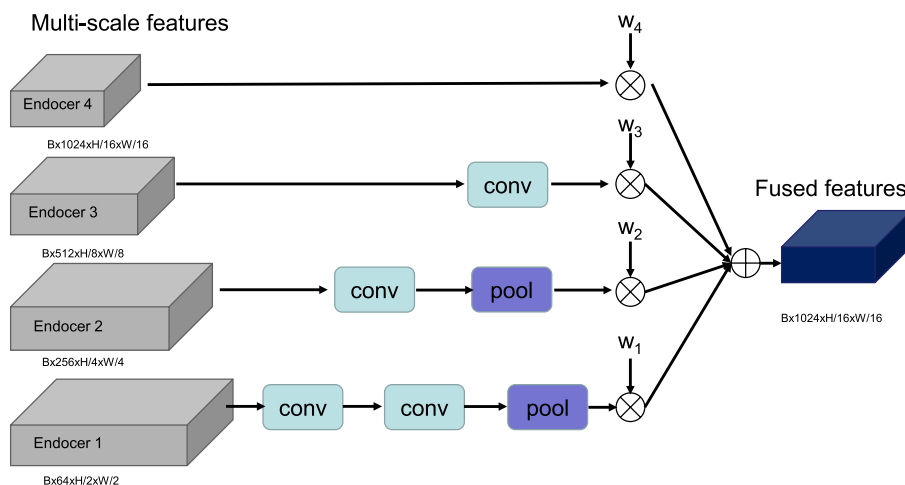 Multi-scale features
w4
Endocer 4
Bx1024xH/16xW/16
w3
conv
Endocer 3
Fused features
Bx512xH/8xW/8
w2
conv
pool
Endocer 2
Bx1024xH/16xW/16
Bx256xH/4xW/4
w1
conv
conv
pool
Endocer 1
Bx64xH/2xW/2